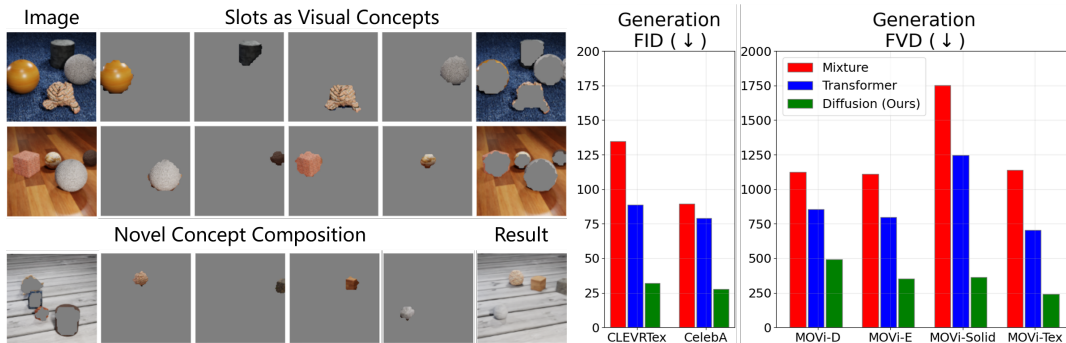 Image
Slots as Visual Concepts
Novel Concept Composition
Result
Generation
FID (↓)
200
175
150
125
100
75
50
25
0
CLEVRTex
CelebA
Generation
FVD (↓)
2000
1750
1500
1250
1000
750
500
250
0
Mixture
Transformer
Diffusion (Ours)
MOVi-D
MOVi-E
MOVi-Solid
MOVi-Tex